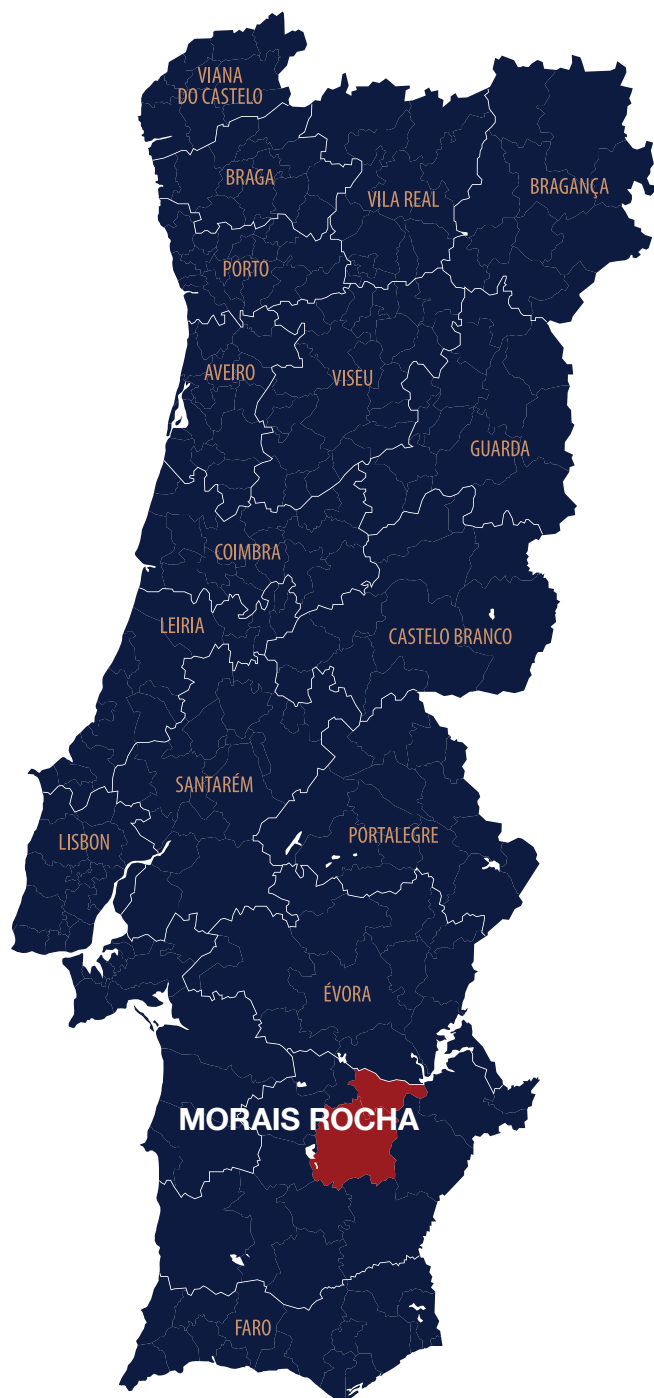 VIANA
DO CASTELO
BRAGA
VILA REAL
BRAGANÇA
PORTO
AVEIRO
VISEU
GUARDA
COIMBRA
LEIRIA
CASTELO BRANCO
SANTARÉM
LISBON
PORTALEGRE
ÉVORA
MORAIS ROCHA
FARO